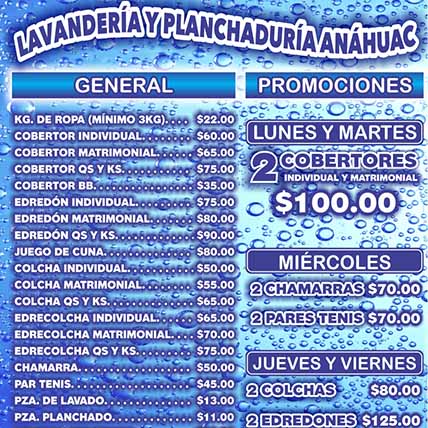 LAVANDERÍA Y PLANCHADURÍA ANÁHUAC
GENERAL
KG. DE ROPA (MÍNIMO 3KG).... $22.00
COBERTOR INDIVIDUAL......... $60.00
COBERTOR MATRIMONIAL....... $65.00
COBERTOR QS Y KS............. $75.00
COBERTOR BB.................. $35.00
EDREDÓN INDIVIDUAL.......... $75.00
EDREDÓN MATRIMONIAL........ $80.00
EDREDÓN QS Y KS.............. $90.00
JUEGO DE CUNA................ $80.00
COLCHA INDIVIDUAL............ $50.00
COLCHA MATRIMONIAL......... $55.00
COLCHA QS Y KS............... $65.00
EDRECOLCHA INDIVIDUAL...... $65.00
EDRECOLCHA MATRIMONIAL.... $70.00
EDRECOLCHA QS Y KS.......... $75.00
CHAMARRA..................... $50.00
PAR TENIS..................... $45.00
PZA. DE LAVADO................ $13.00
PZA. PLANCHADO............... $11.00
PROMOCIONES
LUNES Y MARTES
2 COBERTORES
INDIVIDUAL Y MATRIMONIAL
$100.00
MIÉRCOLES
2 CHAMARRAS $70.00
2 PARES TENIS $70.00
JUEVES Y VIERNES
2 COLCHAS $80.00
2 EDREDONES $125.00